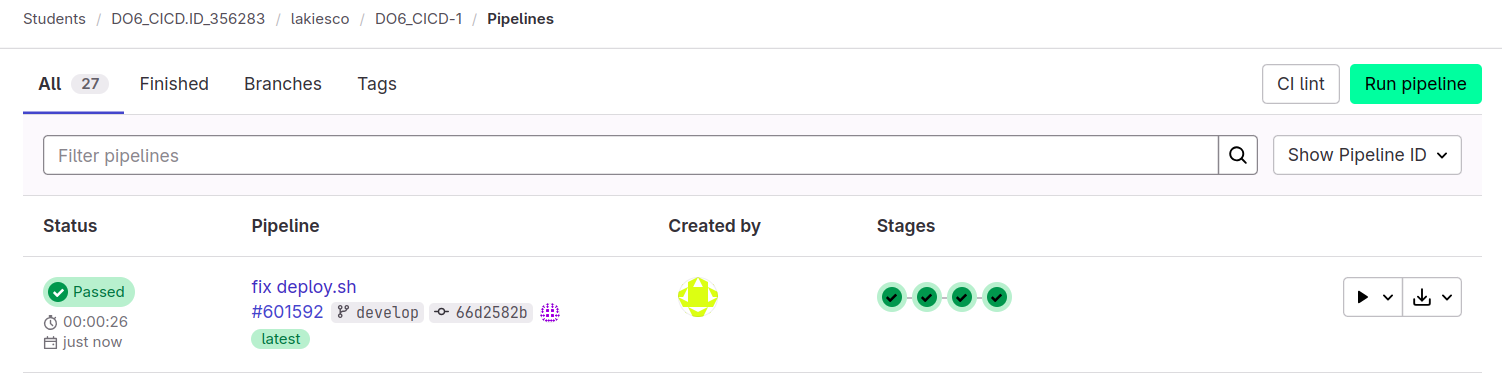 Students / DO6_CICD.ID_356283 / lakiesco / DO6_CICD-1 / Pipelines
All 27 Finished Branches Tags CI lint Run pipeline
Filter pipelines Show Pipeline ID
Status Pipeline Created by Stages
Passed fix deploy.sh
00:00:26 #601592 develop 66d2582b
just now latest